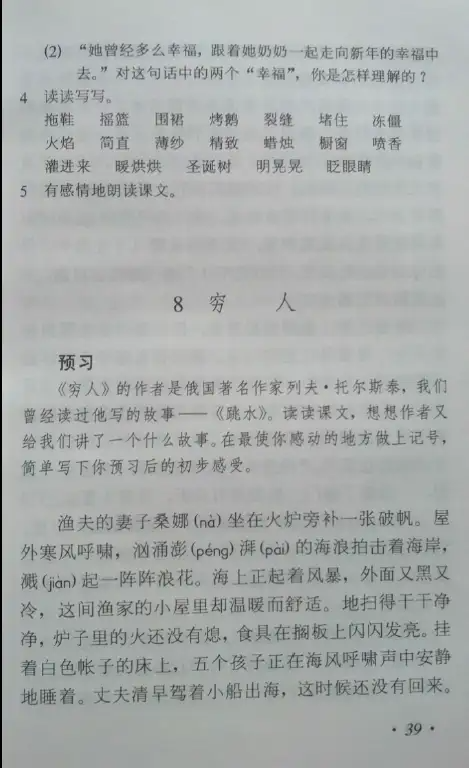 (2) “她曾经多么幸福，跟着她奶奶一起走向新年的幸福中
去。”对这句话中的两个“幸福”，你是怎样理解的？
4 读读写写。
拖鞋 摇篮 围裙 烤鹅 裂缝 堵住 冻僵
火焰 简直 薄纱 精致 蜡烛 橱窗 喷香
灌进来 暖烘烘 圣诞树 明晃晃 眨眼睛
5 有感情地朗读课文。
8 穷 人
预习
《穷人》的作者是俄国著名作家列夫·托尔斯泰，我们
曾经读过他写的故事——《跳水》。读读课文，想想作者又
给我们讲了一个什么故事。在最使你感动的地方做上记号，
简单写下你预习后的初步感受。
渔夫的妻子桑娜(nà)坐在火炉旁补一张破帆。屋
外寒风呼啸，汹涌澎(péng)湃(pài)的海浪拍击着海岸，
溅(jiàn)起一阵阵浪花。海上正起着风暴，外面又黑又
冷，这间渔家的小屋里却温暖而舒适。地扫得干干净
净，炉子里的火还没有熄，食具在搁板上闪闪发亮。挂
着白色帐子的床上，五个孩子正在海风呼啸声中安静
地睡着。丈夫清早驾着小船出海，这时候还没有回来。
· 39 ·